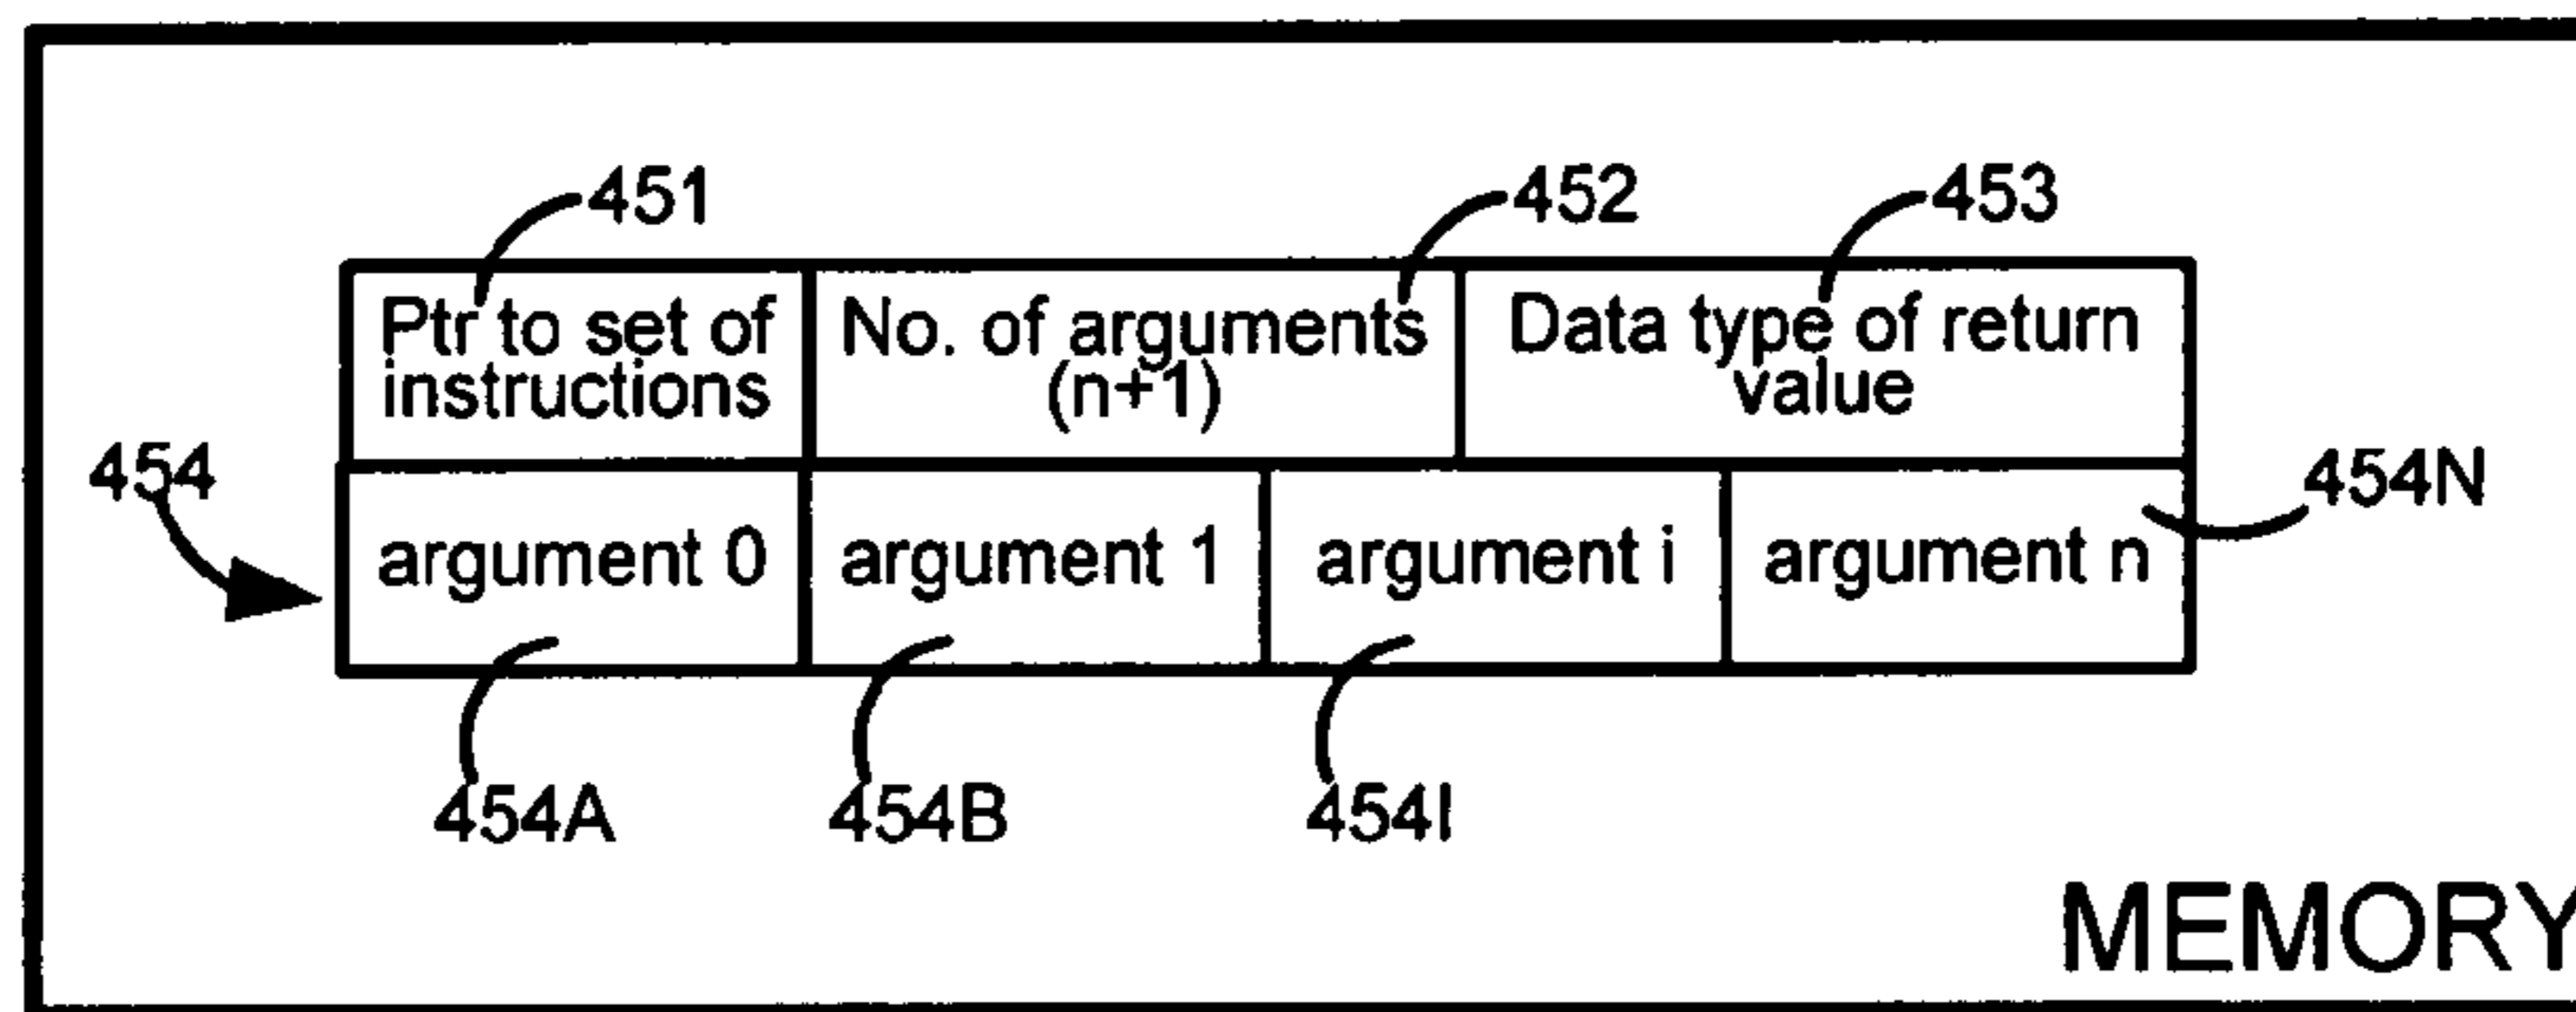 451
452
453
Ptr to set of
instructions
No. of arguments
(n+1)
Data type of return
value
454
454N
argument 0
argument 1
argument i
argument n
454A
454B
454I
MEMORY